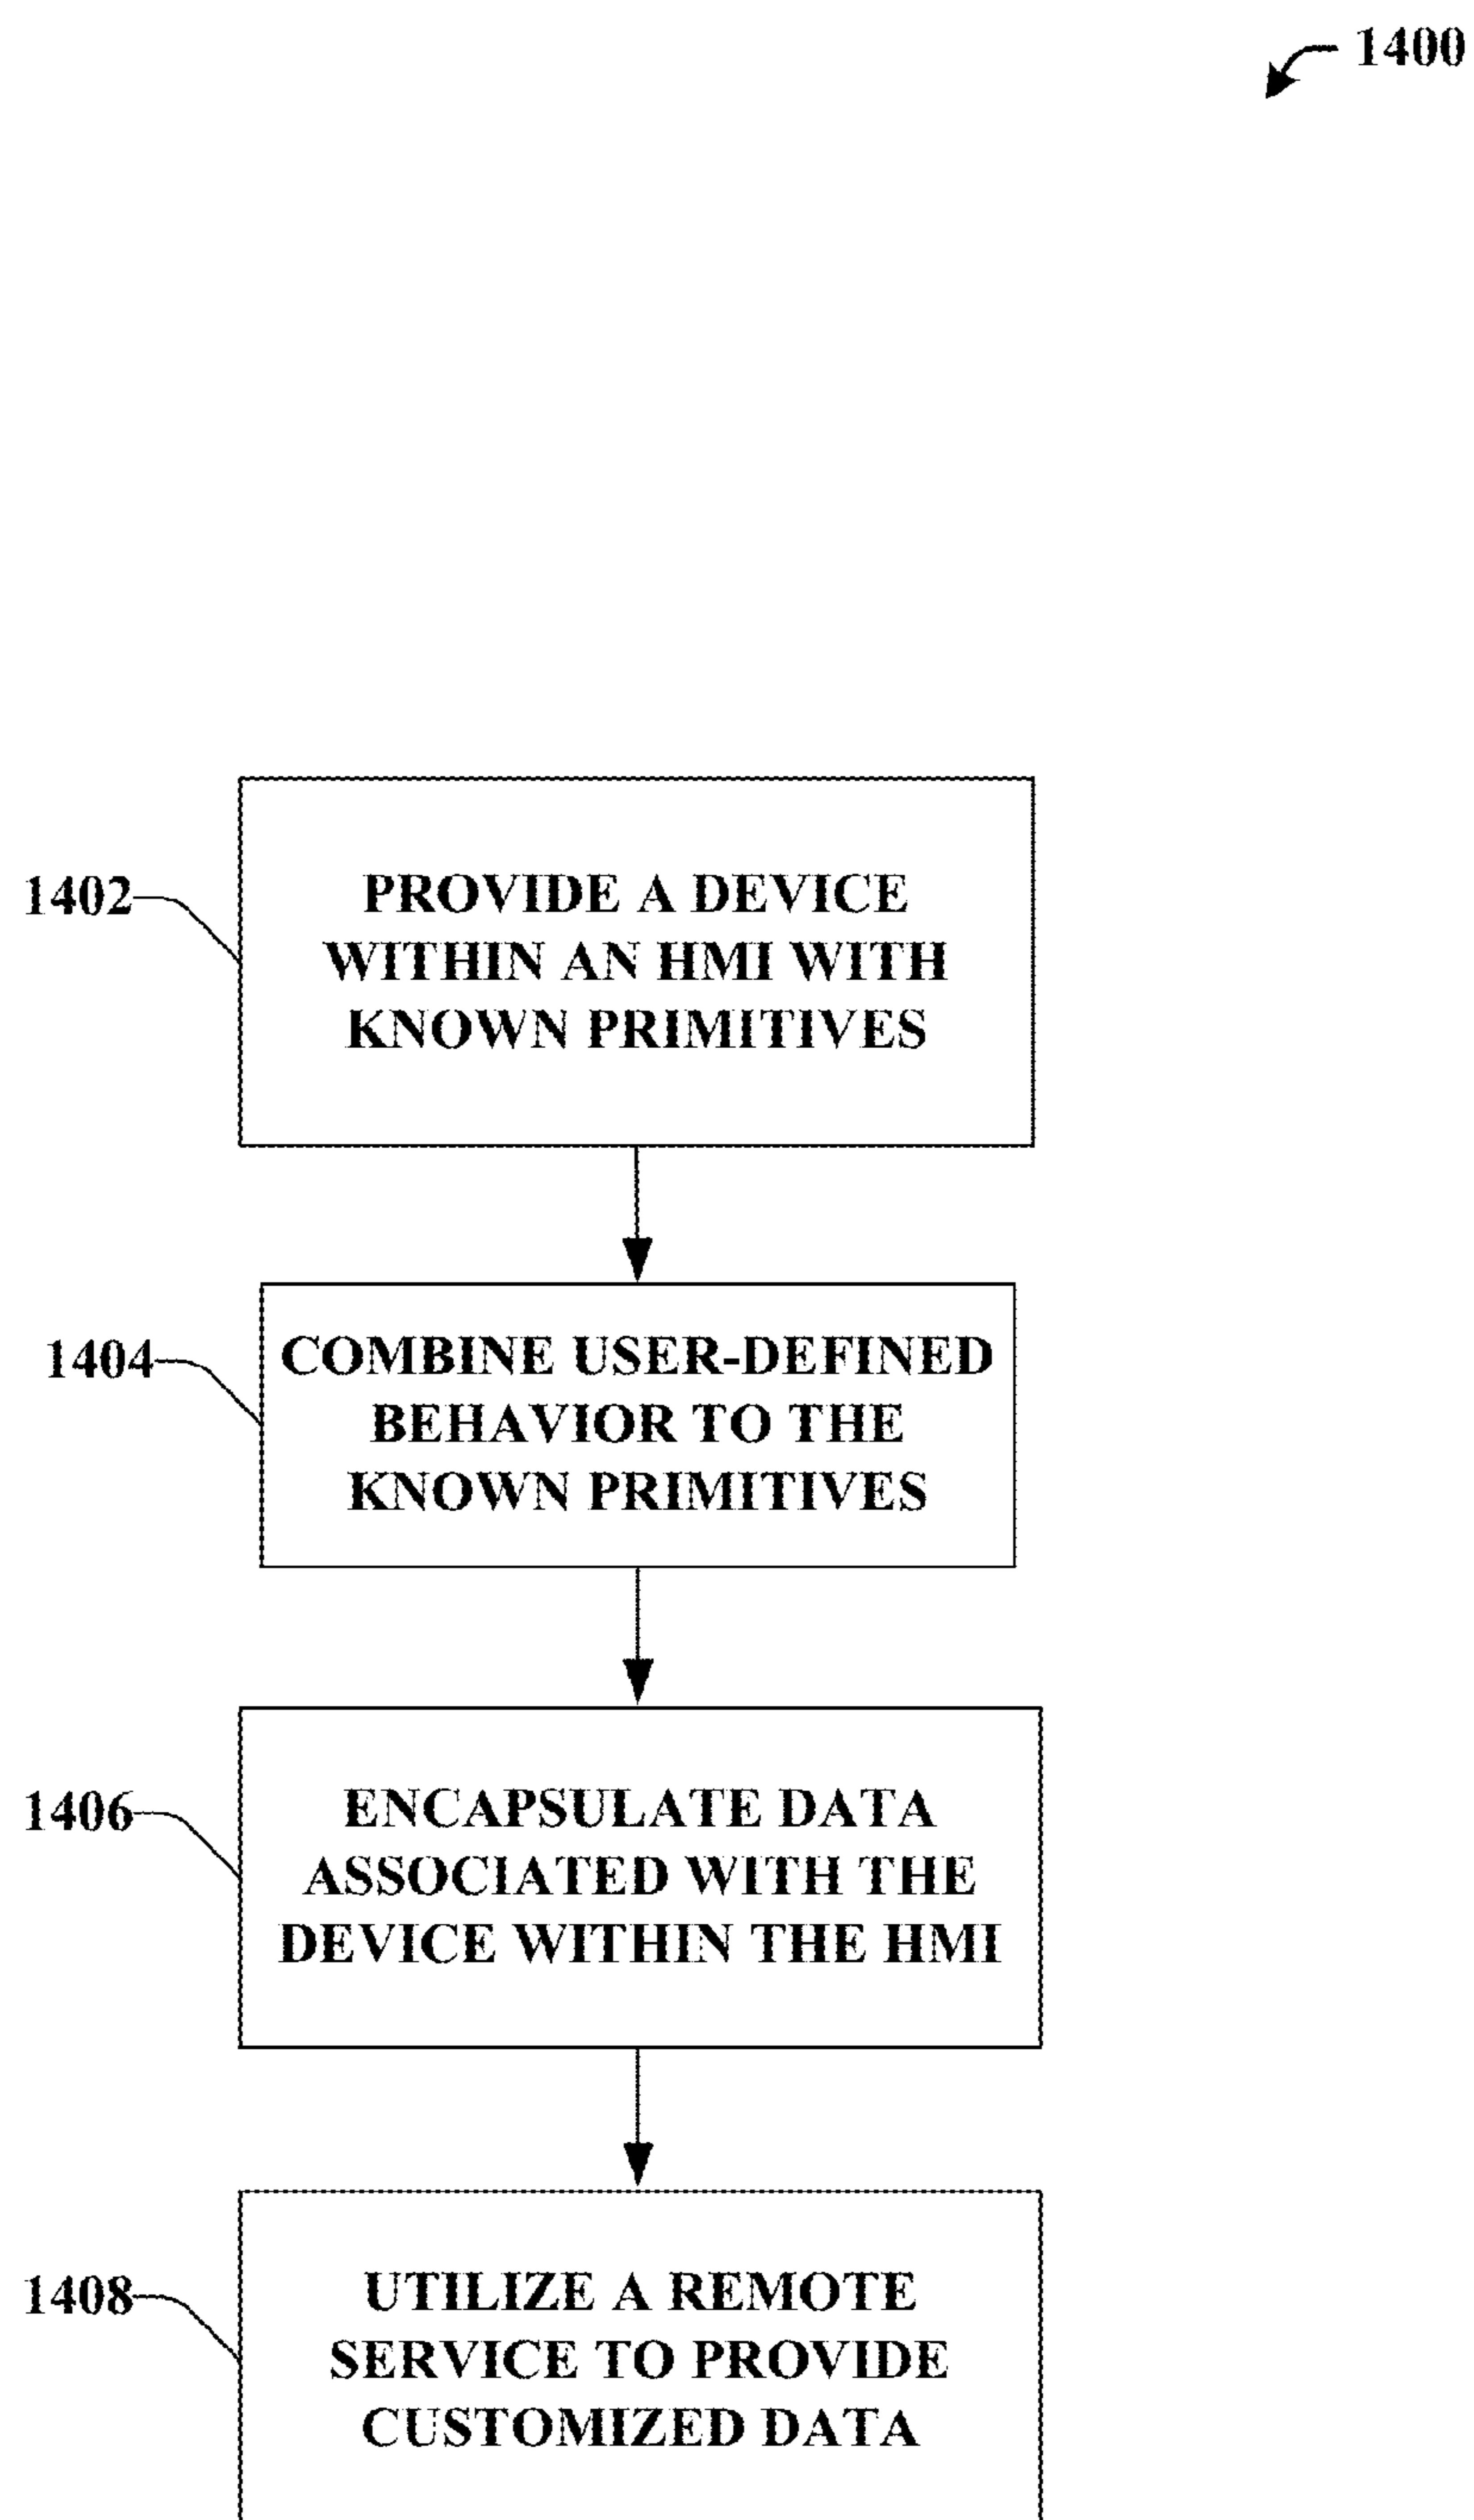 1400
1402
PROVIDE A DEVICE
WITHIN AN HMI WITH
KNOWN PRIMITIVES
1404
COMBINE USER-DEFINED
BEHAVIOR TO THE
KNOWN PRIMITIVES
1406
ENCAPSULATE DATA
ASSOCIATED WITH THE
DEVICE WITHIN THE HMI
1408
UTILIZE A REMOTE
SERVICE TO PROVIDE
CUSTOMIZED DATA